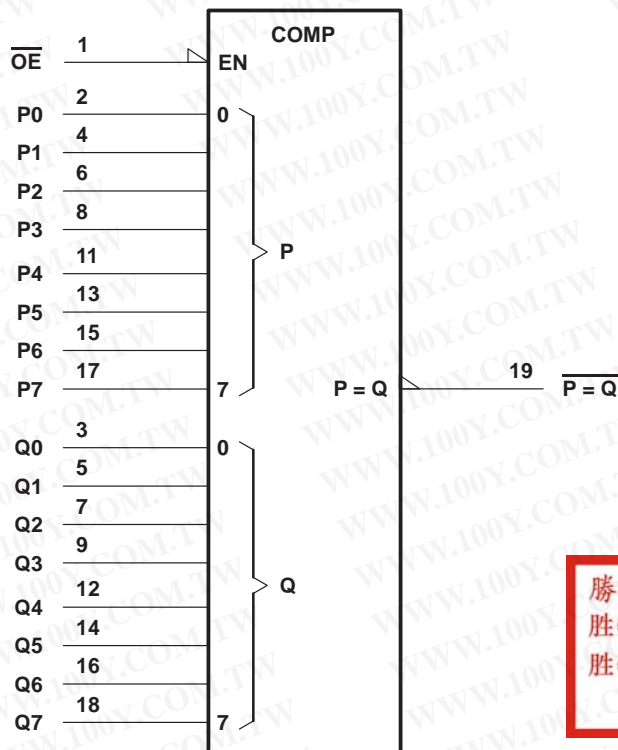 COMP
O̅E̅ 1 EN
P0 2 0
P1 4
P2 6
P3 8
P4 11
P5 13
P6 15
P7 17 7
P
P = Q 19 P̅ ̅=̅ ̅Q̅
Q0 3 0
Q1 5
Q2 7
Q3 9
Q4 12
Q5 14
Q6 16
Q7 18 7
Q
勝
胜
胜
WWW.100Y.COM.TW